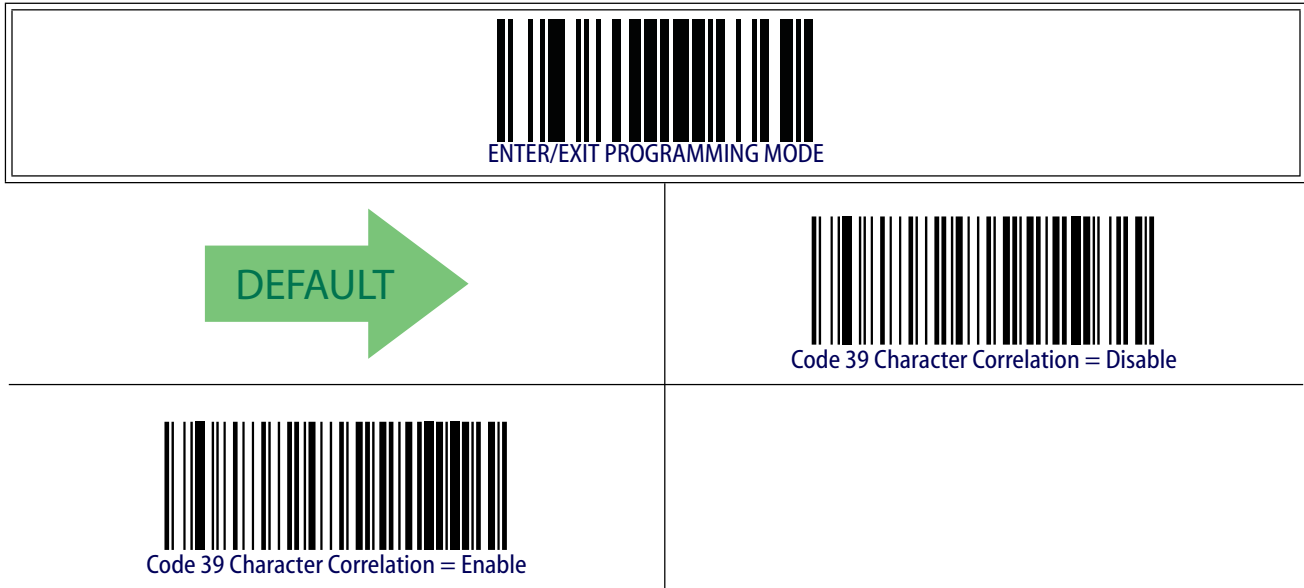 ENTER/EXIT PROGRAMMING MODE
DEFAULT
Code 39 Character Correlation = Disable
Code 39 Character Correlation = Enable